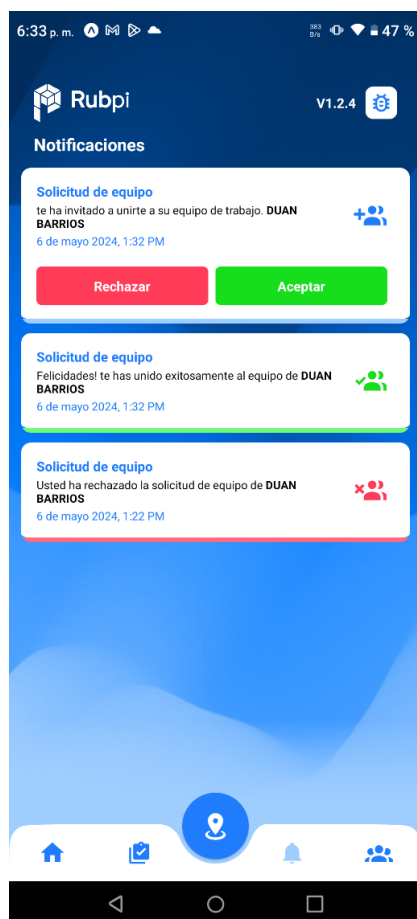 6:33 p. m. 383 B/s 47 %
Rubpi V1.2.4
Notificaciones
Solicitud de equipo
te ha invitado a unirte a su equipo de trabajo. DUAN
BARRIOS
6 de mayo 2024, 1:32 PM
Rechazar Aceptar
Solicitud de equipo
Felicidades! te has unido exitosamente al equipo de DUAN
BARRIOS
6 de mayo 2024, 1:32 PM
Solicitud de equipo
Usted ha rechazado la solicitud de equipo de DUAN
BARRIOS
6 de mayo 2024, 1:22 PM